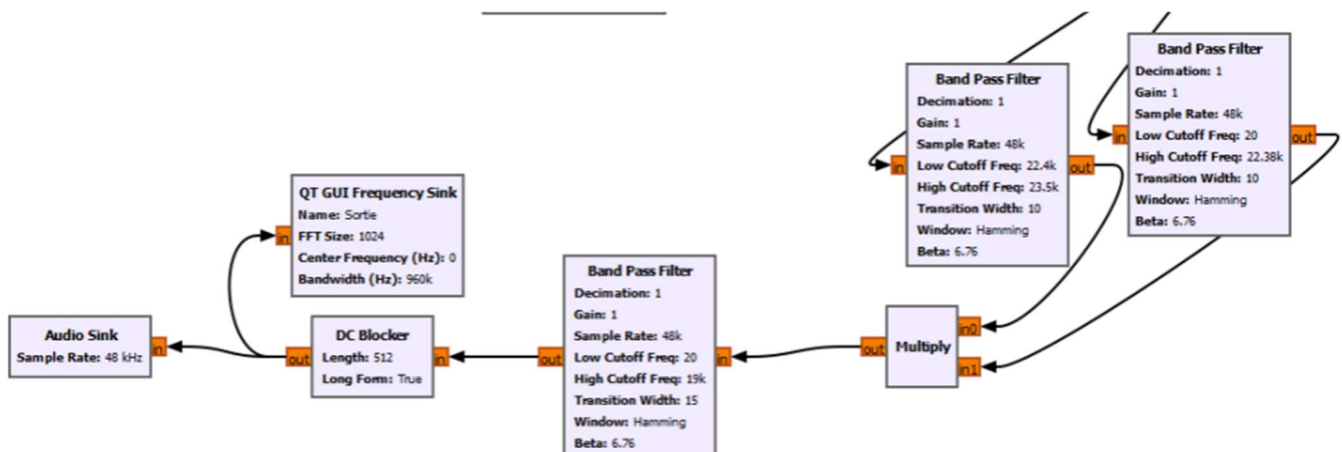 Band Pass Filter
Decimation: 1
Gain: 1
Sample Rate: 48k
Low Cutoff Freq: 20
High Cutoff Freq: 22.38k
Transition Width: 10
Window: Hamming
Beta: 6.76
in
out
Band Pass Filter
Decimation: 1
Gain: 1
Sample Rate: 48k
Low Cutoff Freq: 22.4k
High Cutoff Freq: 23.5k
Transition Width: 10
Window: Hamming
Beta: 6.76
in
out
QT GUI Frequency Sink
Name: Sortie
FFT Size: 1024
Center Frequency (Hz): 0
Bandwidth (Hz): 960k
in
Band Pass Filter
Decimation: 1
Gain: 1
Sample Rate: 48k
Low Cutoff Freq: 20
High Cutoff Freq: 19k
Transition Width: 15
Window: Hamming
Beta: 6.76
in
out
Audio Sink
Sample Rate: 48 kHz
in
DC Blocker
Length: 512
Long Form: True
in
out
Multiply
in0
in1
out